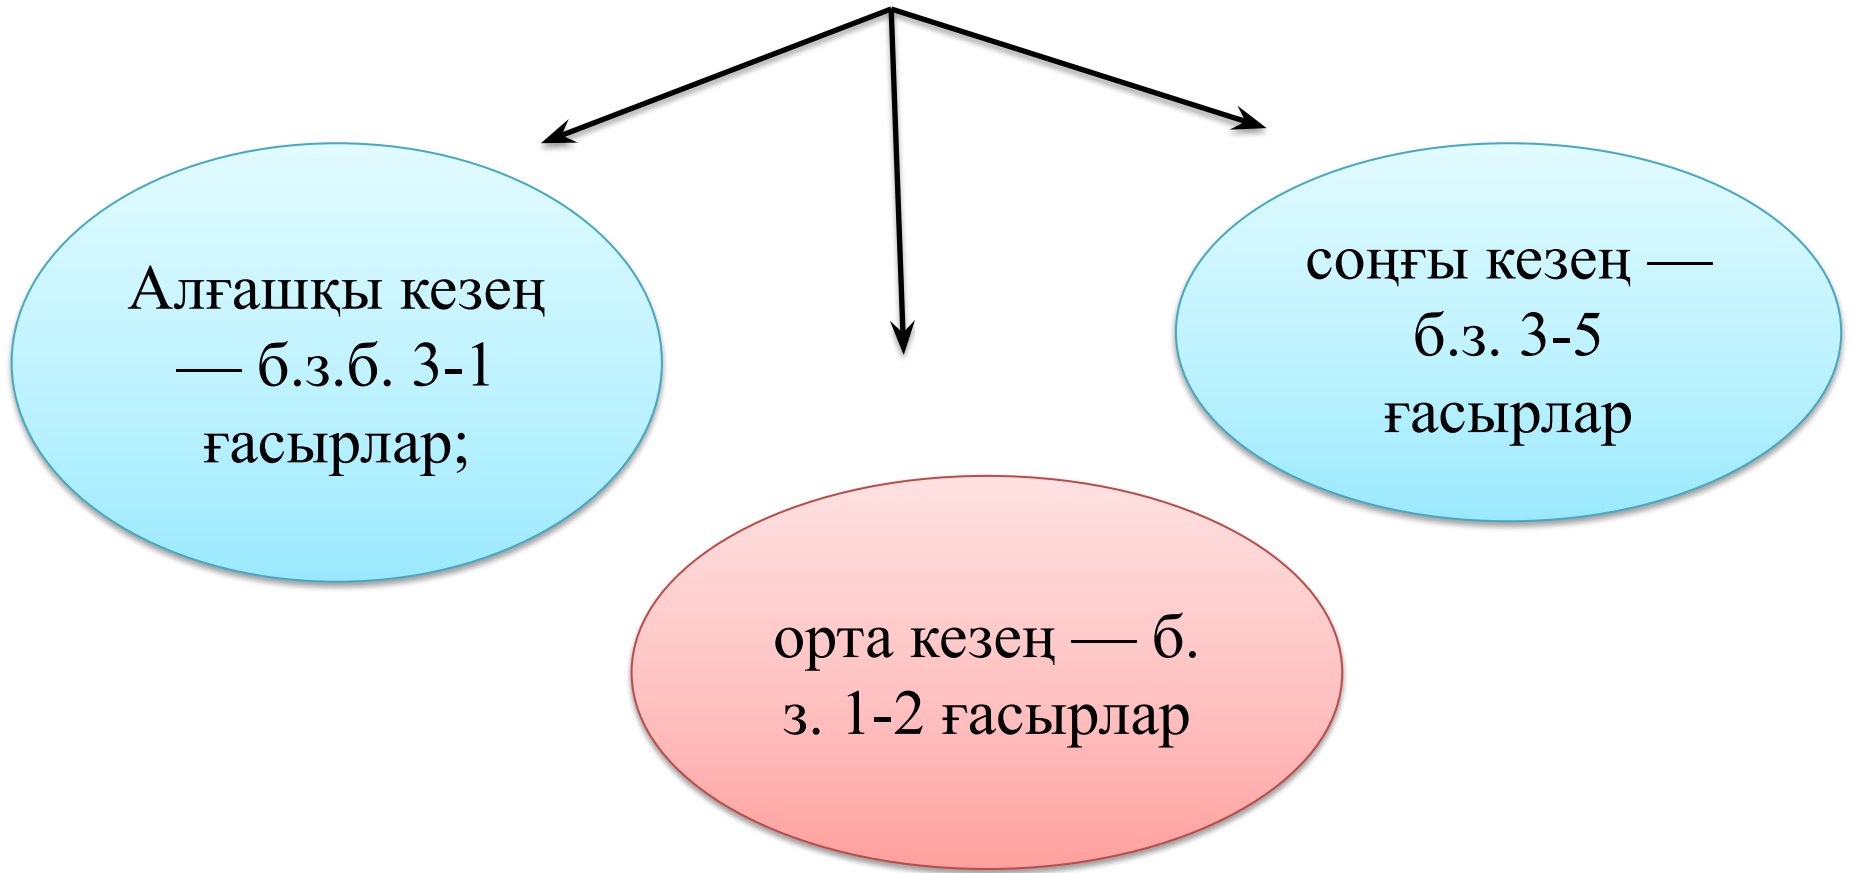 Алғашқы кезең
— б.з.б. 3-1
ғасырлар;
орта кезең — б.
з. 1-2 ғасырлар
соңғы кезең —
б.з. 3-5
ғасырлар